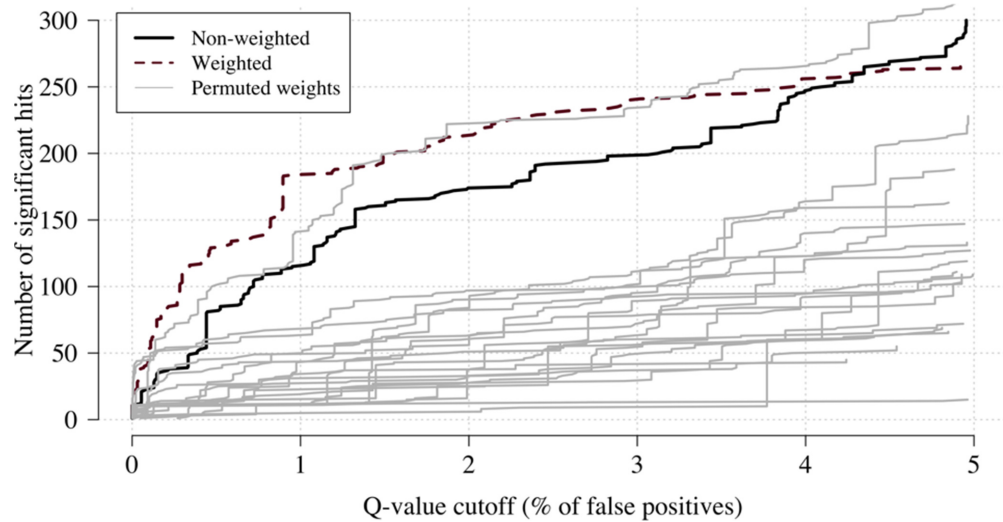 Non-weighted
Weighted
Permuted weights
Number of significant hits
300
250
200
150
100
50
0
0 1 2 3 4 5
Q-value cutoff (% of false positives)